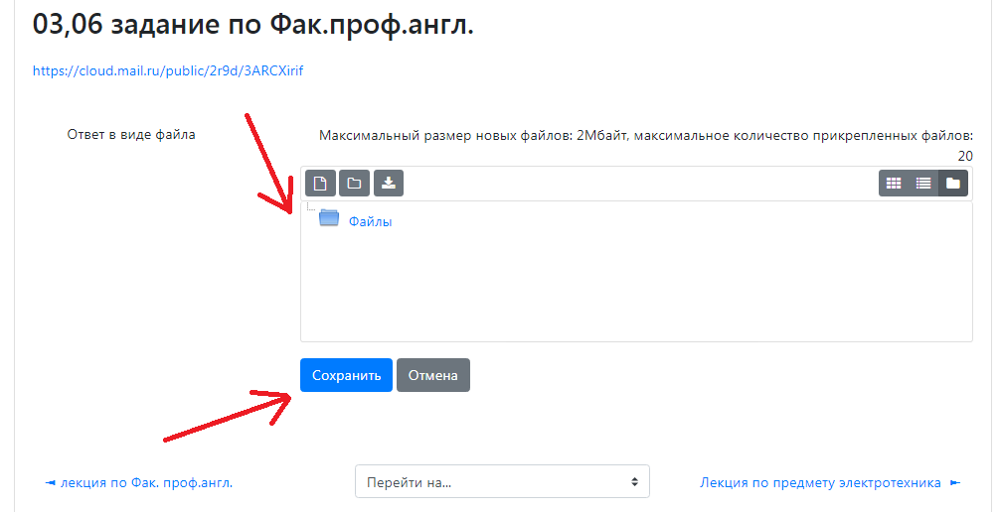 03,06 задание по Фак.проф.англ.
https://cloud.mail.ru/public/2r9d/3ARCXirif
Ответ в виде файла
Максимальный размер новых файлов: 2Мбайт, максимальное количество прикрепленных файлов:
20
Файлы
Сохранить Отмена
◄ лекция по Фак. проф.англ. Перейти на... Лекция по предмету электротехника ►